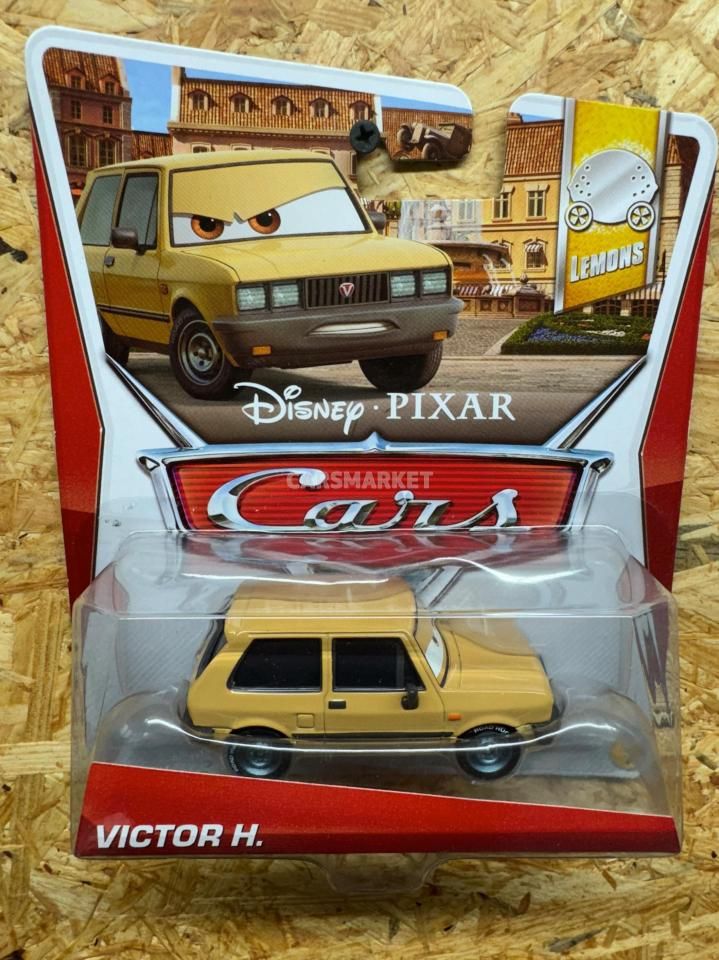 LEMONS
DISNEY · PIXAR
Cars
CARSMARKET
VICTOR H.